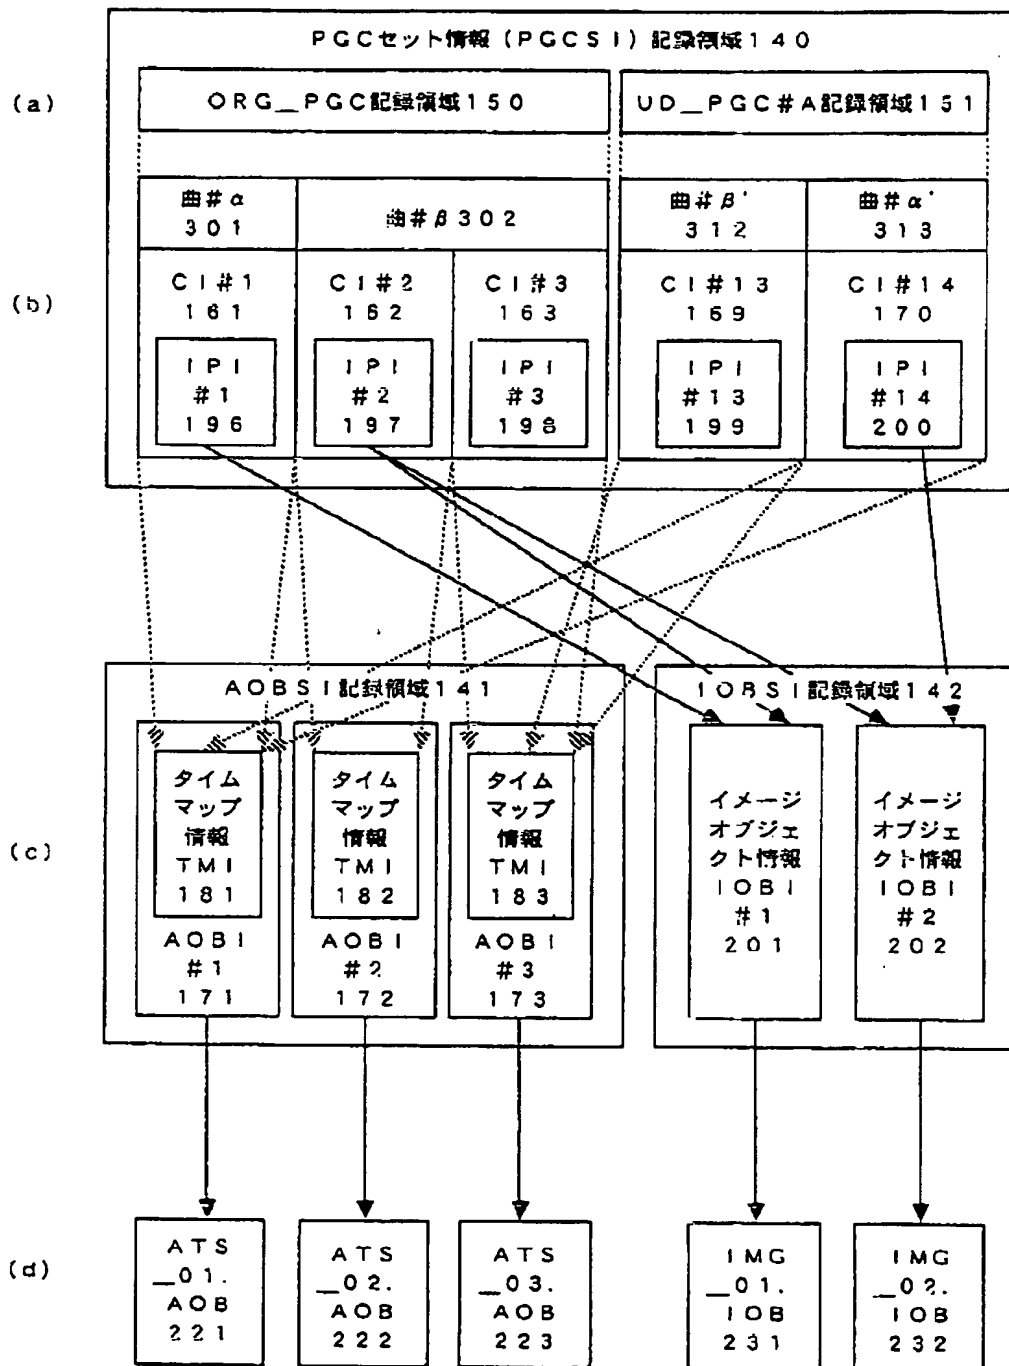 PGCセット情報(PGCSI)記録領域140
(a)
ORG__PGC記録領域150
UD__PGC#A記録領域151
曲#α
301
曲#β302
曲#β'
312
曲#α'
313
(b)
CI#1
161
CI#2
162
CI#3
163
CI#13
169
CI#14
170
IPI
#1
196
IPI
#2
197
IPI
#3
198
IPI
#13
199
IPI
#14
200
AOBSI記録領域141
IOBSI記録領域142
(c)
タイム
マップ
情報
TMI
181
タイム
マップ
情報
TMI
182
タイム
マップ
情報
TMI
183
AOBI
#1
171
AOBI
#2
172
AOBI
#3
173
イメージ
オブジェ
クト情報
IOBI
#1
201
イメージ
オブジェ
クト情報
IOBI
#2
202
(d)
ATS
__01.
AOB
221
ATS
__02.
AOB
222
ATS
__03.
AOB
223
IMG
__01.
IOB
231
IMG
__02.
IOB
232